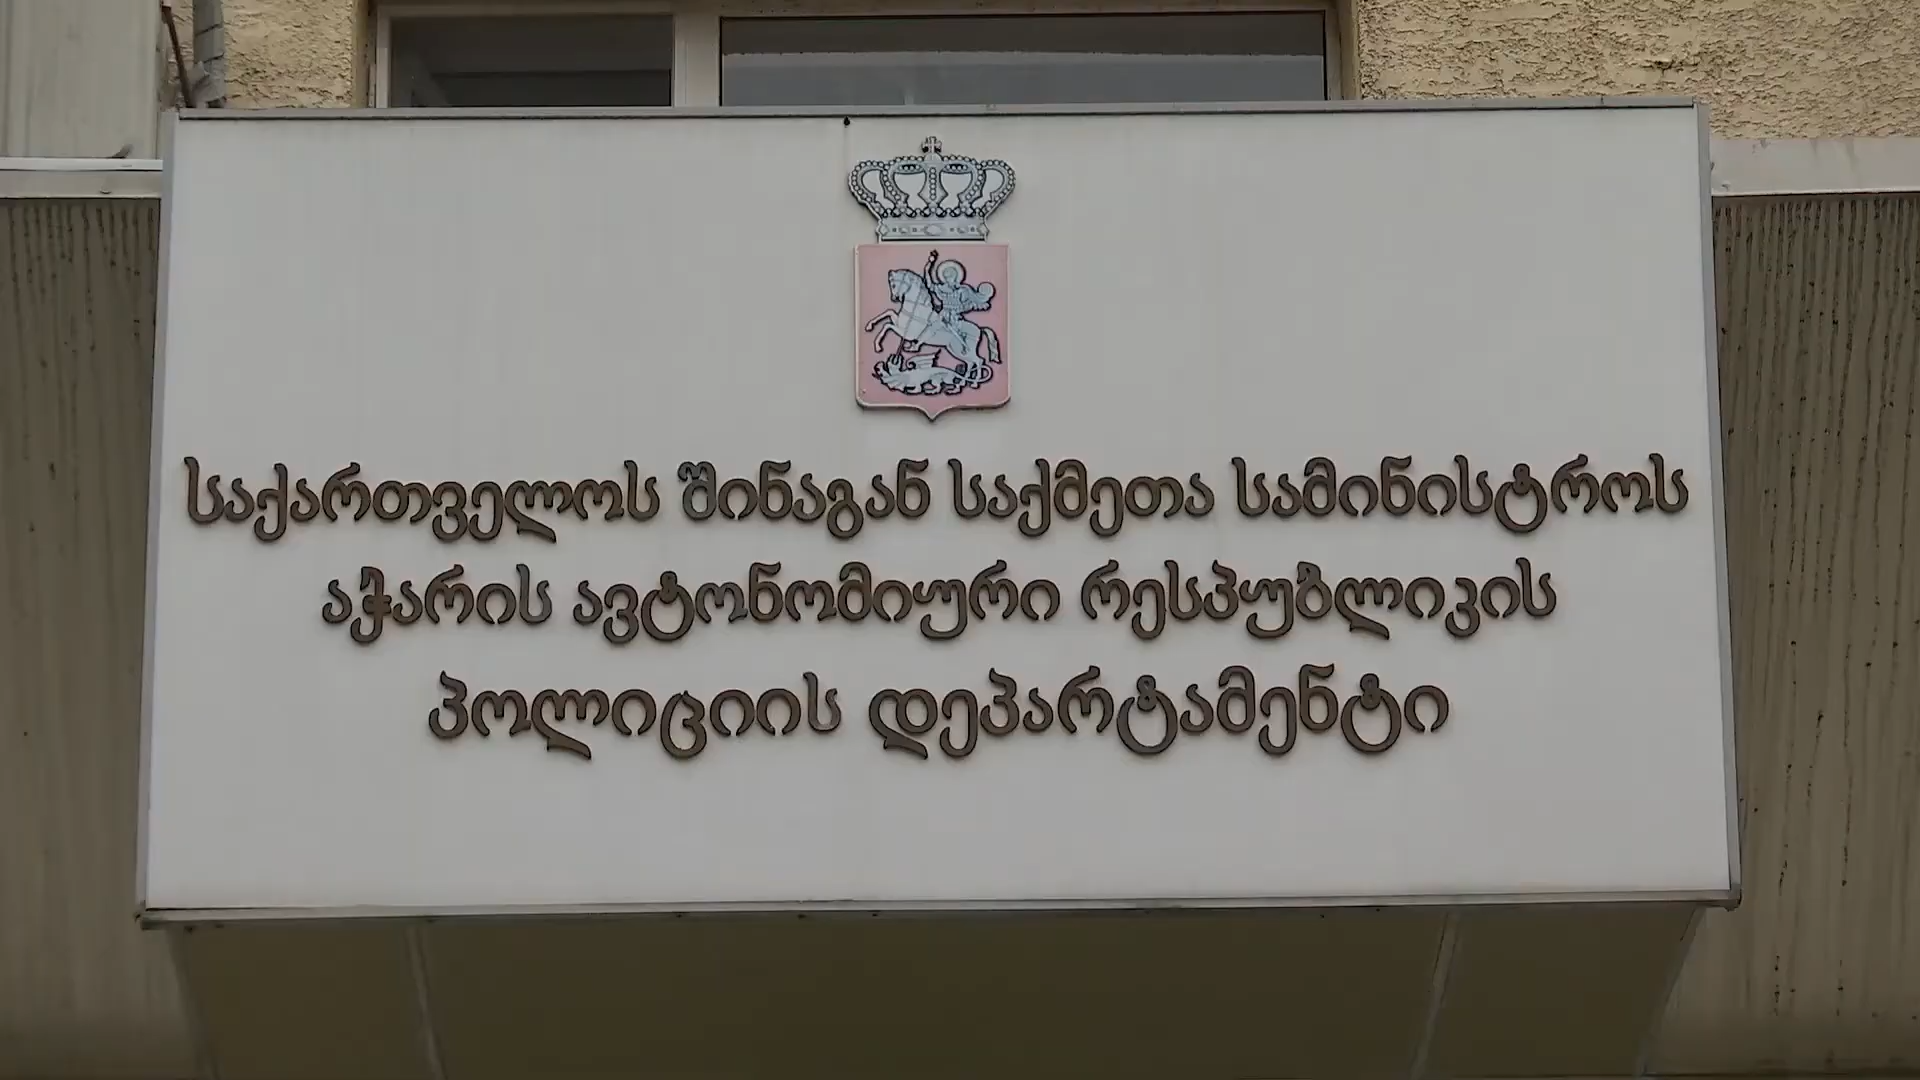 საქართველოს შინაგან საქმეთა სამინისტროს
აჭარის ავტონომიური რესპუბლიკის
პოლიციის დეპარტამენტი